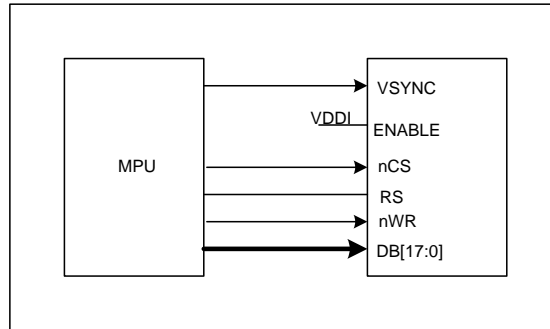 VSYNC
VDDI
ENABLE
MPU
nCS
RS
nWR
DB[17:0]